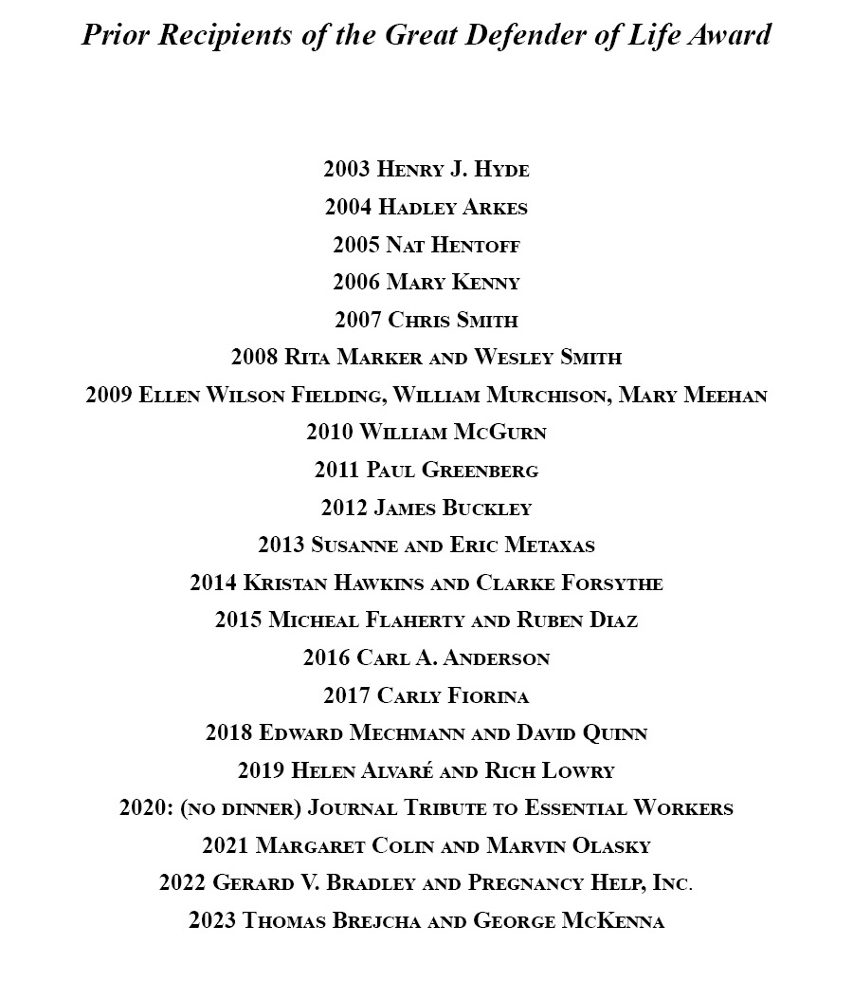 Prior Recipients of the Great Defender of Life Award
2003 Henry J. Hyde
2004 Hadley Arkes
2005 Nat Hentoff
2006 Mary Kenny
2007 Chris Smith
2008 Rita Marker and Wesley Smith
2009 Ellen Wilson Fielding, William Murchison, Mary Meehan
2010 William McGurn
2011 Paul Greenberg
2012 James Buckley
2013 Susanne and Eric Metaxas
2014 Kristan Hawkins and Clarke Forsythe
2015 Micheal Flaherty and Ruben Diaz
2016 Carl A. Anderson
2017 Carly Fiorina
2018 Edward Mechmann and David Quinn
2019 Helen Alvaré and Rich Lowry
2020: (no dinner) Journal Tribute to Essential Workers
2021 Margaret Colin and Marvin Olasky
2022 Gerard V. Bradley and Pregnancy Help, Inc.
2023 Thomas Brejcha and George McKenna